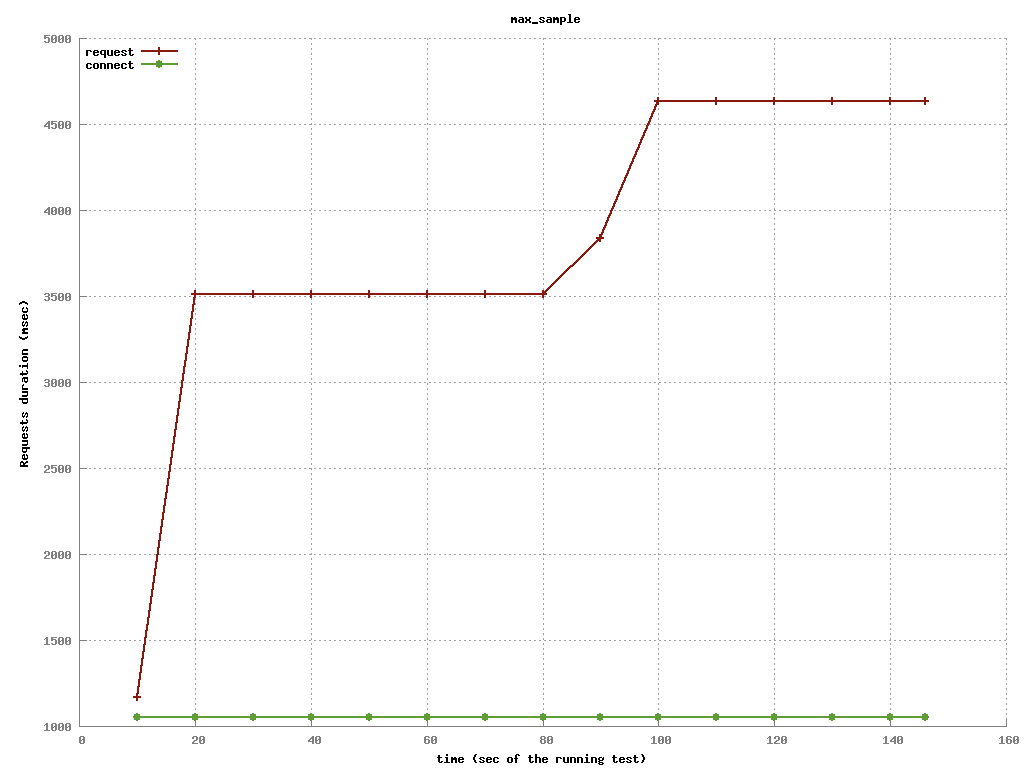 max_sample
5000
request
connect
4500
4000
3500
3000
2500
2000
1500
1000
Requests duration (msec)
0 20 40 60 80 100 120 140 160
time (sec of the running test)